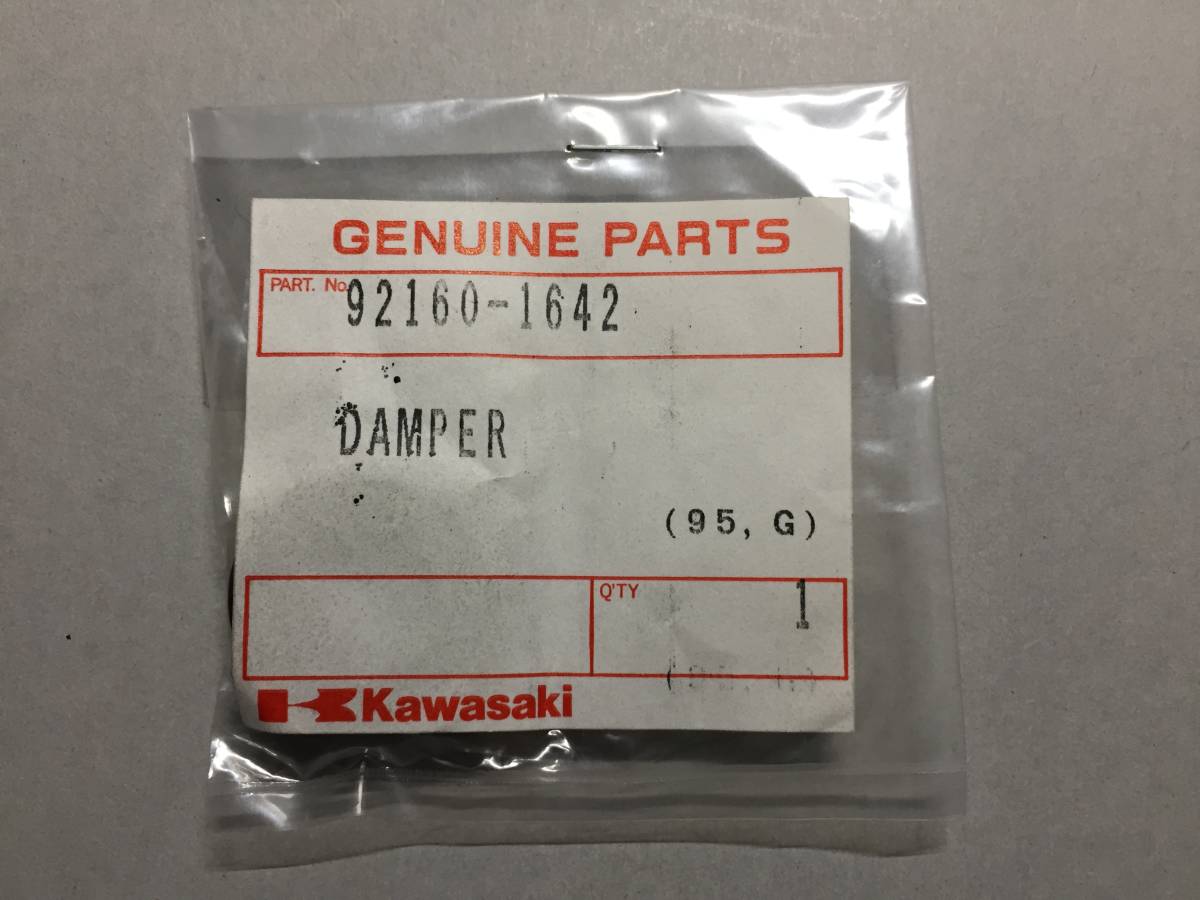 GENUINE PARTS
PART. No. 92160-1642
DAMPER
(95, G)
Q'TY 1
Kawasaki